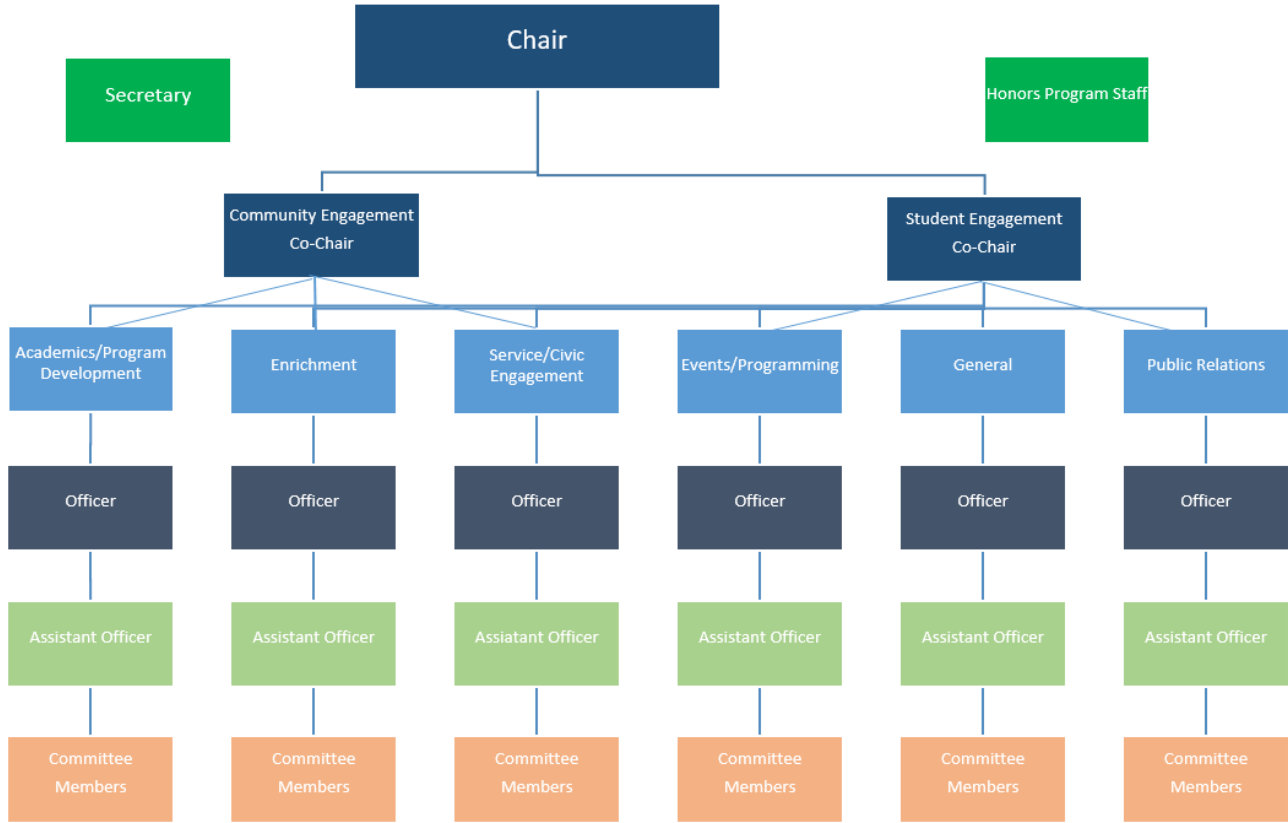 Chair
Secretary
Honors Program Staff
Community Engagement
Co-Chair
Student Engagement
Co-Chair
Academics/Program
Development
Enrichment
Service/Civic
Engagement
Events/Programming
General
Public Relations
Officer
Officer
Officer
Officer
Officer
Officer
Assistant Officer
Assistant Officer
Assiatant Officer
Assistant Officer
Assistant Officer
Assistant Officer
Committee
Members
Committee
Members
Committee
Members
Committee
Members
Committee
Members
Committee
Members